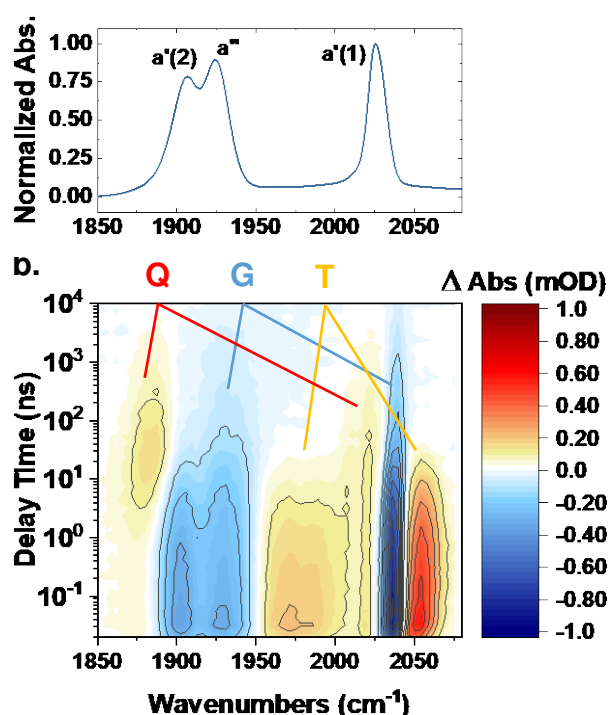 Normalized Abs.
1.00
0.75
0.50
0.25
0.00
a'(2)
a"
a'(1)
1850 1900 1950 2000 2050
b.
Q G T
Δ Abs (mOD)
Delay Time (ns)
10⁴
10³
10²
10¹
10⁰
10⁻¹
1850 1900 1950 2000 2050
Wavenumbers (cm⁻¹)
1.0
0.80
0.60
0.40
0.20
0.0
-0.20
-0.40
-0.60
-0.80
-1.0